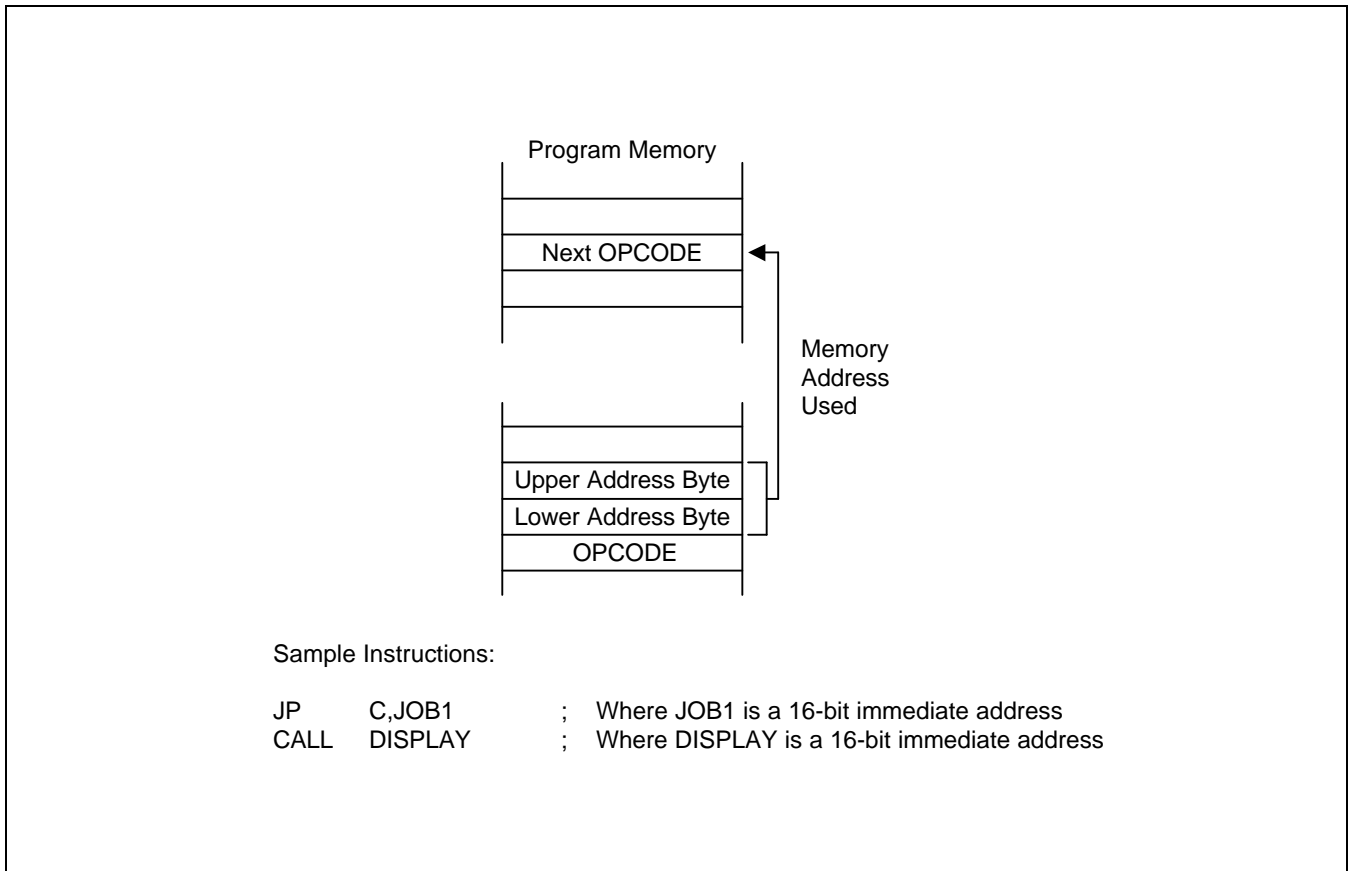 Program Memory
Next OPCODE
Memory
Address
Used
Upper Address Byte
Lower Address Byte
OPCODE
Sample Instructions:
JP C,JOB1 ; Where JOB1 is a 16-bit immediate address
CALL DISPLAY ; Where DISPLAY is a 16-bit immediate address